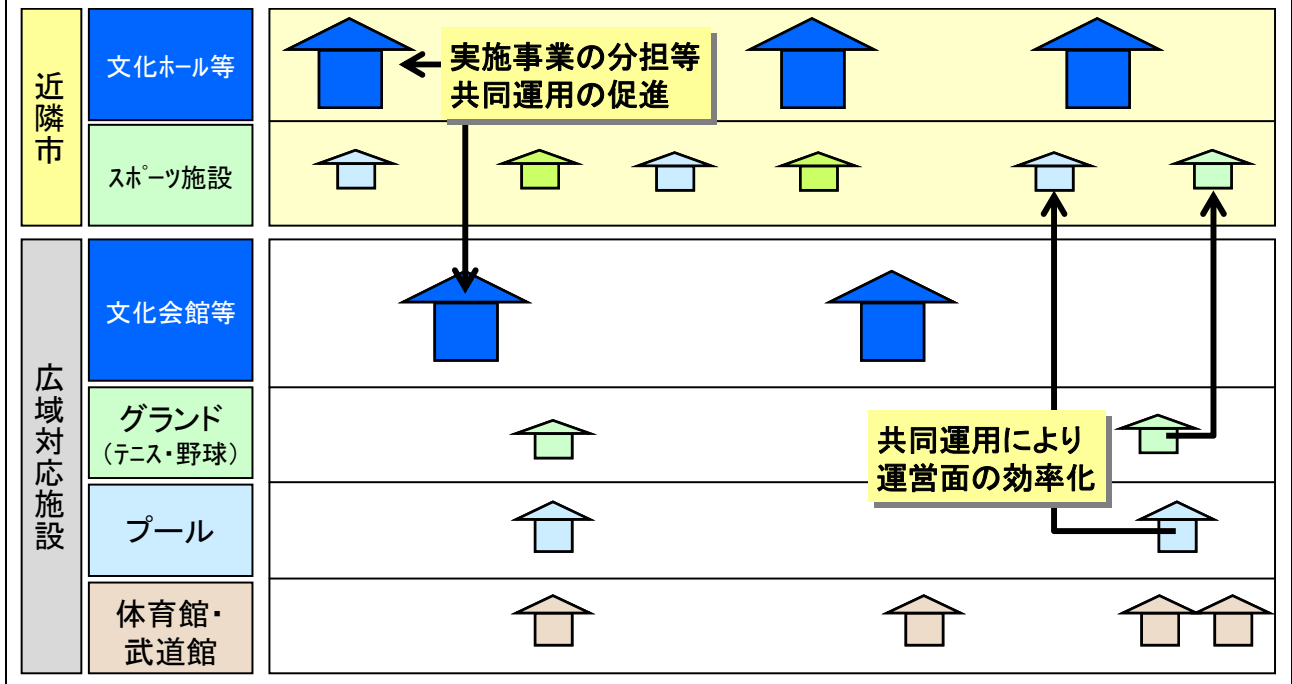 近隣市
文化ホール等
実施事業の分担等
共同運用の促進
スポーツ施設
広域対応施設
文化会館等
グランド
（テニス・野球）
共同運用により
運営面の効率化
プール
体育館・
武道館